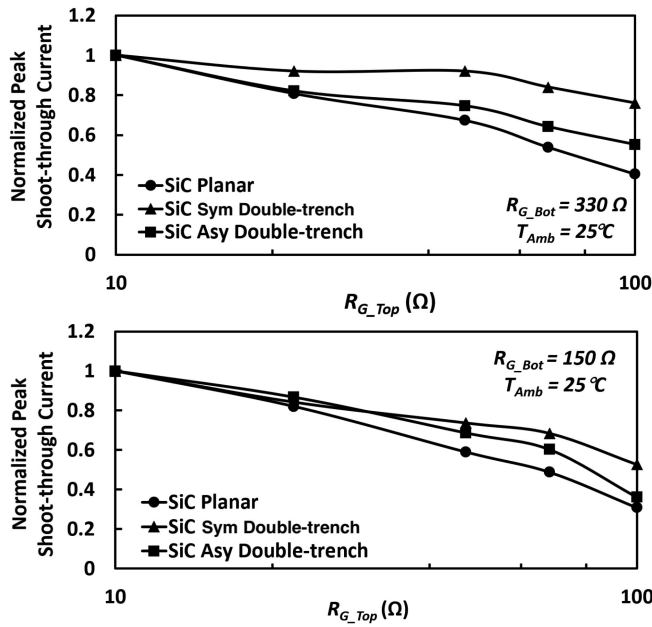 Normalized Peak
Shoot-through Current
1.2
1
0.8
0.6
0.4
0.2
0
SiC Planar
SiC Sym Double-trench
SiC Asy Double-trench
R_G_Bot = 330 Ω
T_Amb = 25℃
10
100
R_G_Top (Ω)
Normalized Peak
Shoot-through Current
1.2
1
0.8
0.6
0.4
0.2
0
R_G_Bot = 150 Ω
T_Amb = 25℃
SiC Planar
SiC Sym Double-trench
SiC Asy Double-trench
10
100
R_G_Top (Ω)